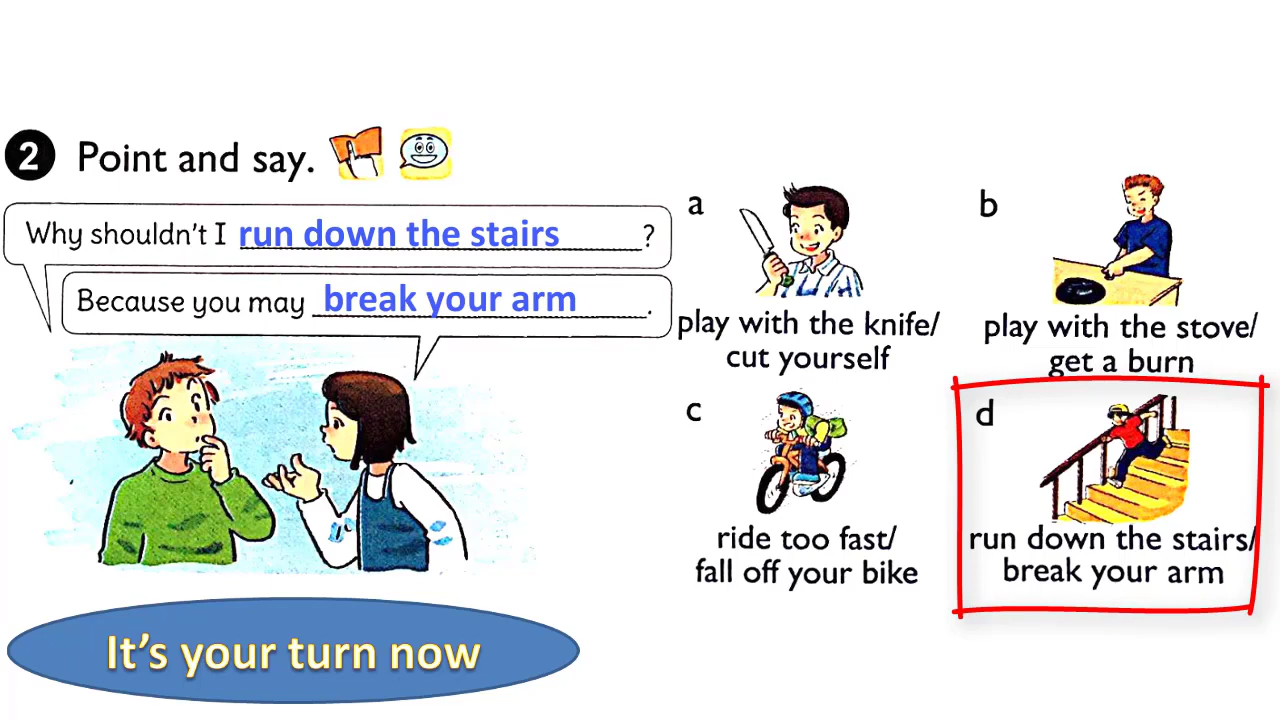 2 Point and say.
Why shouldn't I run down the stairs ?
Because you may break your arm .
a
play with the knife/
cut yourself
b
play with the stove/
get a burn
c
ride too fast/
fall off your bike
d
run down the stairs/
break your arm
It's your turn now